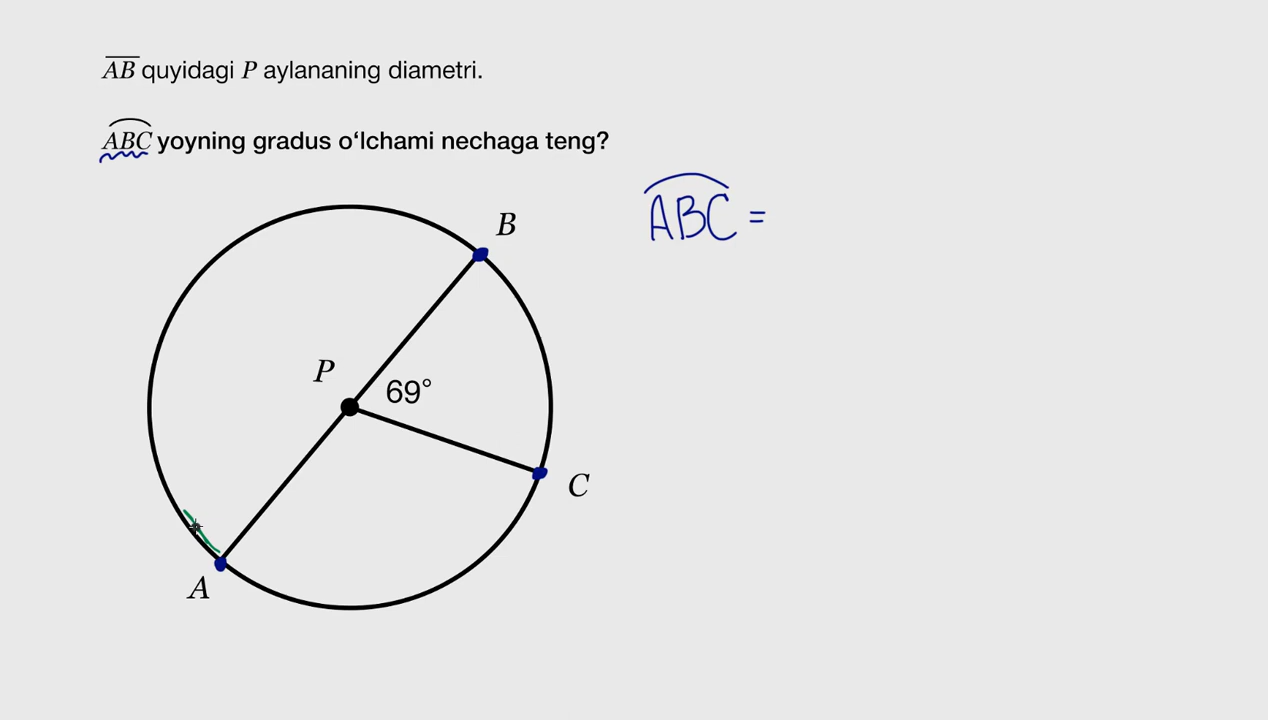 AB quyidagi P aylananing diametri.
ABC yoyning gradus o‘lchami nechaga teng?
ABC =
B
P
69°
C
A